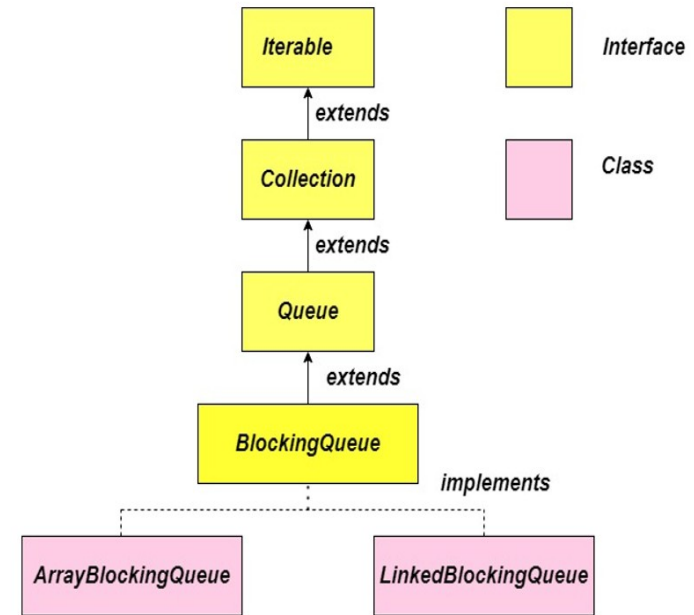 Iterable
Interface
extends
Collection
Class
extends
Queue
extends
BlockingQueue
implements
ArrayBlockingQueue
LinkedBlockingQueue